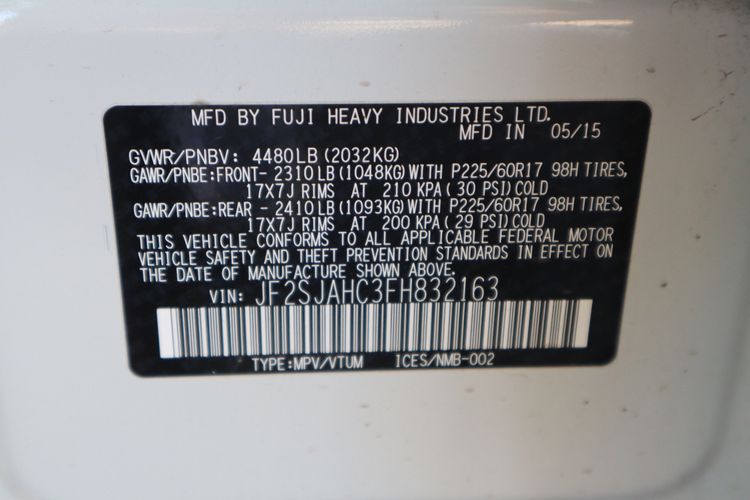 MFD BY FUJI HEAVY INDUSTRIES LTD.
MFD IN 05/15
GVWR/PNBV: 4480LB (2032KG)
GAWR/PNBE:FRONT- 2310LB (1048KG) WITH P225/60R17 98H TIRES,
17X7J RIMS AT 210 KPA ( 30 PSI) COLD
GAWR/PNBE:REAR - 2410LB (1093KG) WITH P225/60R17 98H TIRES,
17X7J RIMS AT 200 KPA ( 29 PSI) COLD
THIS VEHICLE CONFORMS TO ALL APPLICABLE FEDERAL MOTOR
VEHICLE SAFETY AND THEFT PREVENTION STANDARDS IN EFFECT ON
THE DATE OF MANUFACTURE SHOWN ABOVE.
VIN: JF2SJAHC3FH832163
TYPE:MPV/VTUM ICES/NMB-002